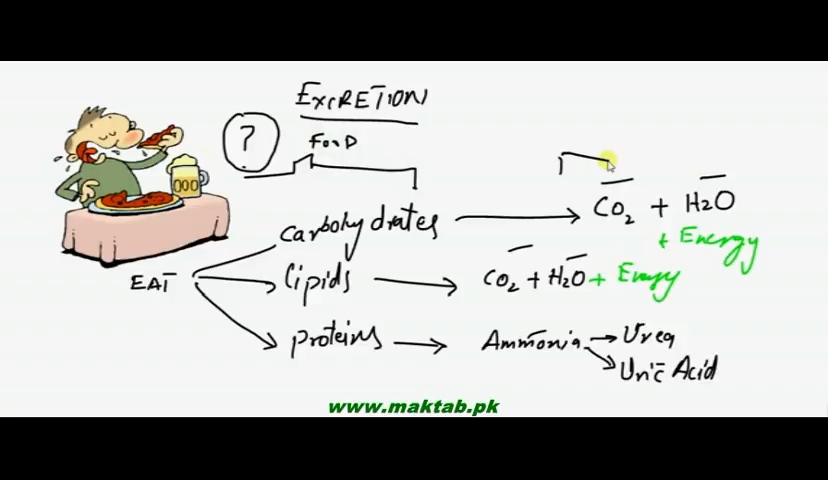 EXCRETION
?
FooD
Carbohydrates → CO2 + H2O
+ Energy
EAT
lipids → CO2 + H2O + Energy
proteins → Ammonia → Urea
Uric Acid
www.maktab.pk